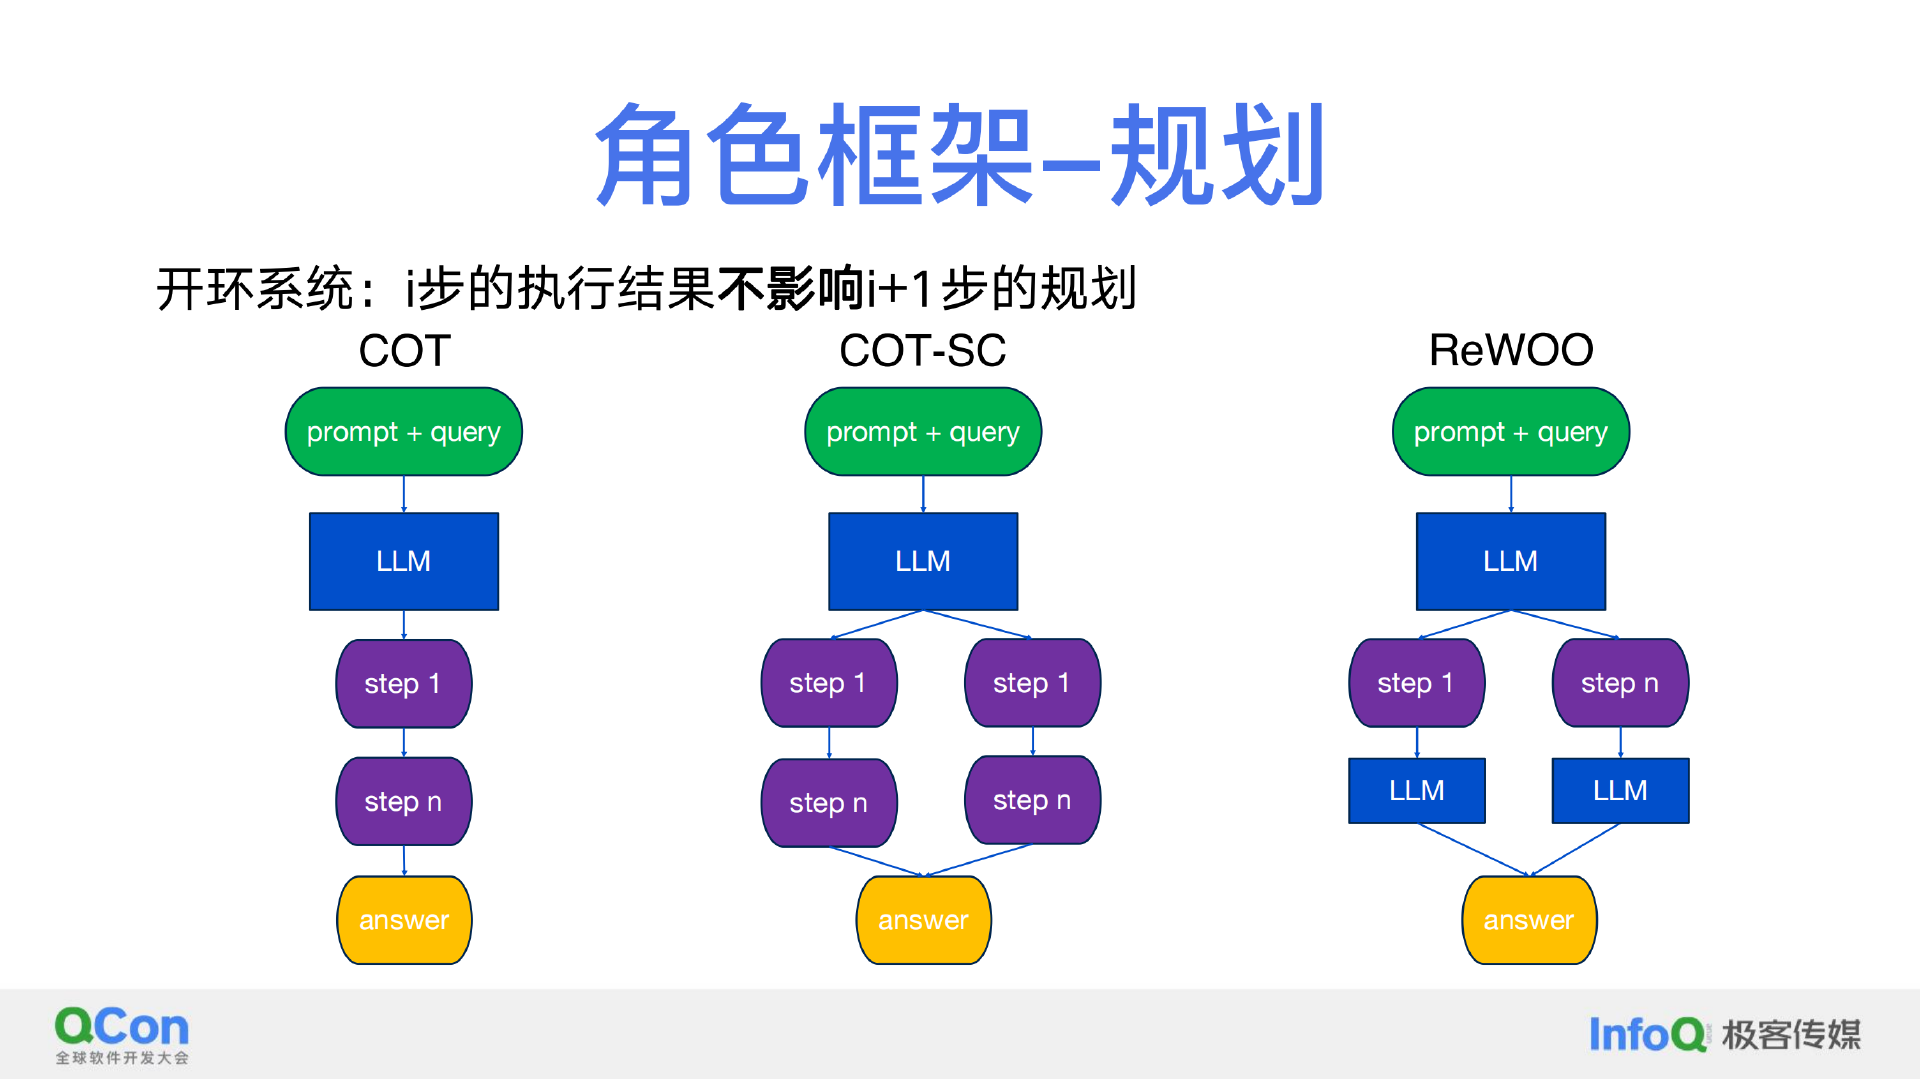 角色框架-规划
开环系统：i步的执行结果不影响i+1步的规划
COT
prompt + query
LLM
step 1
step n
answer
COT-SC
prompt + query
LLM
step 1
step 1
step n
step n
answer
ReWOO
prompt + query
LLM
step 1
step n
LLM
LLM
answer
QCon
全球软件开发大会
InfoQ 极客传媒